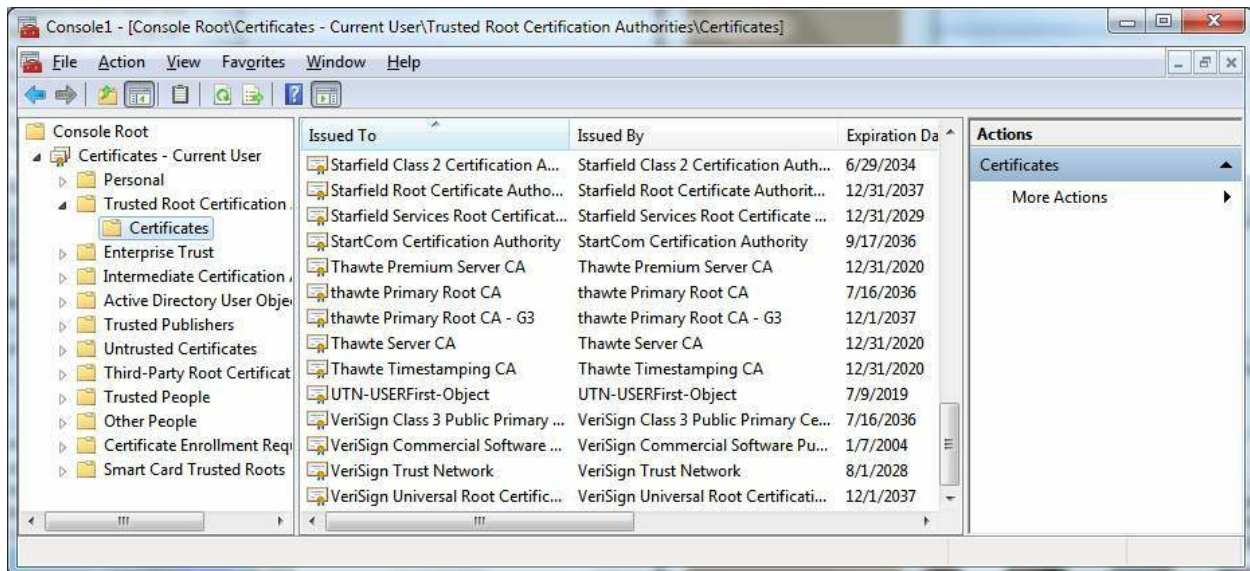 Console1 - [Console Root\Certificates - Current User\Trusted Root Certification Authorities\Certificates]
File Action View Favorites Window Help
Console Root
Certificates - Current User
Personal
Trusted Root Certification
Certificates
Enterprise Trust
Intermediate Certification
Active Directory User Obje
Trusted Publishers
Untrusted Certificates
Third-Party Root Certificat
Trusted People
Other People
Certificate Enrollment Requ
Smart Card Trusted Roots
Issued To Issued By Expiration Da
Starfield Class 2 Certification A... Starfield Class 2 Certification Auth... 6/29/2034
Starfield Root Certificate Autho... Starfield Root Certificate Authorit... 12/31/2037
Starfield Services Root Certificat... Starfield Services Root Certificate ... 12/31/2029
StartCom Certification Authority StartCom Certification Authority 9/17/2036
Thawte Premium Server CA Thawte Premium Server CA 12/31/2020
thawte Primary Root CA thawte Primary Root CA 7/16/2036
thawte Primary Root CA - G3 thawte Primary Root CA - G3 12/1/2037
Thawte Server CA Thawte Server CA 12/31/2020
Thawte Timestamping CA Thawte Timestamping CA 12/31/2020
UTN-USERFirst-Object UTN-USERFirst-Object 7/9/2019
VeriSign Class 3 Public Primary ... VeriSign Class 3 Public Primary Ce... 7/16/2036
VeriSign Commercial Software ... VeriSign Commercial Software Pu... 1/7/2004
VeriSign Trust Network VeriSign Trust Network 8/1/2028
VeriSign Universal Root Certific... VeriSign Universal Root Certificati... 12/1/2037
Actions
Certificates
More Actions